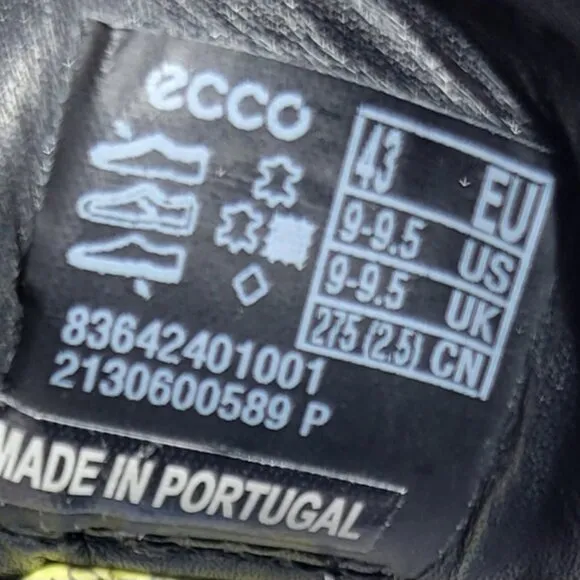 ecco
43 EU
9-9.5 US
9-9.5 UK
275 (2.5) CN
83642401001
2130600589 P
MADE IN PORTUGAL